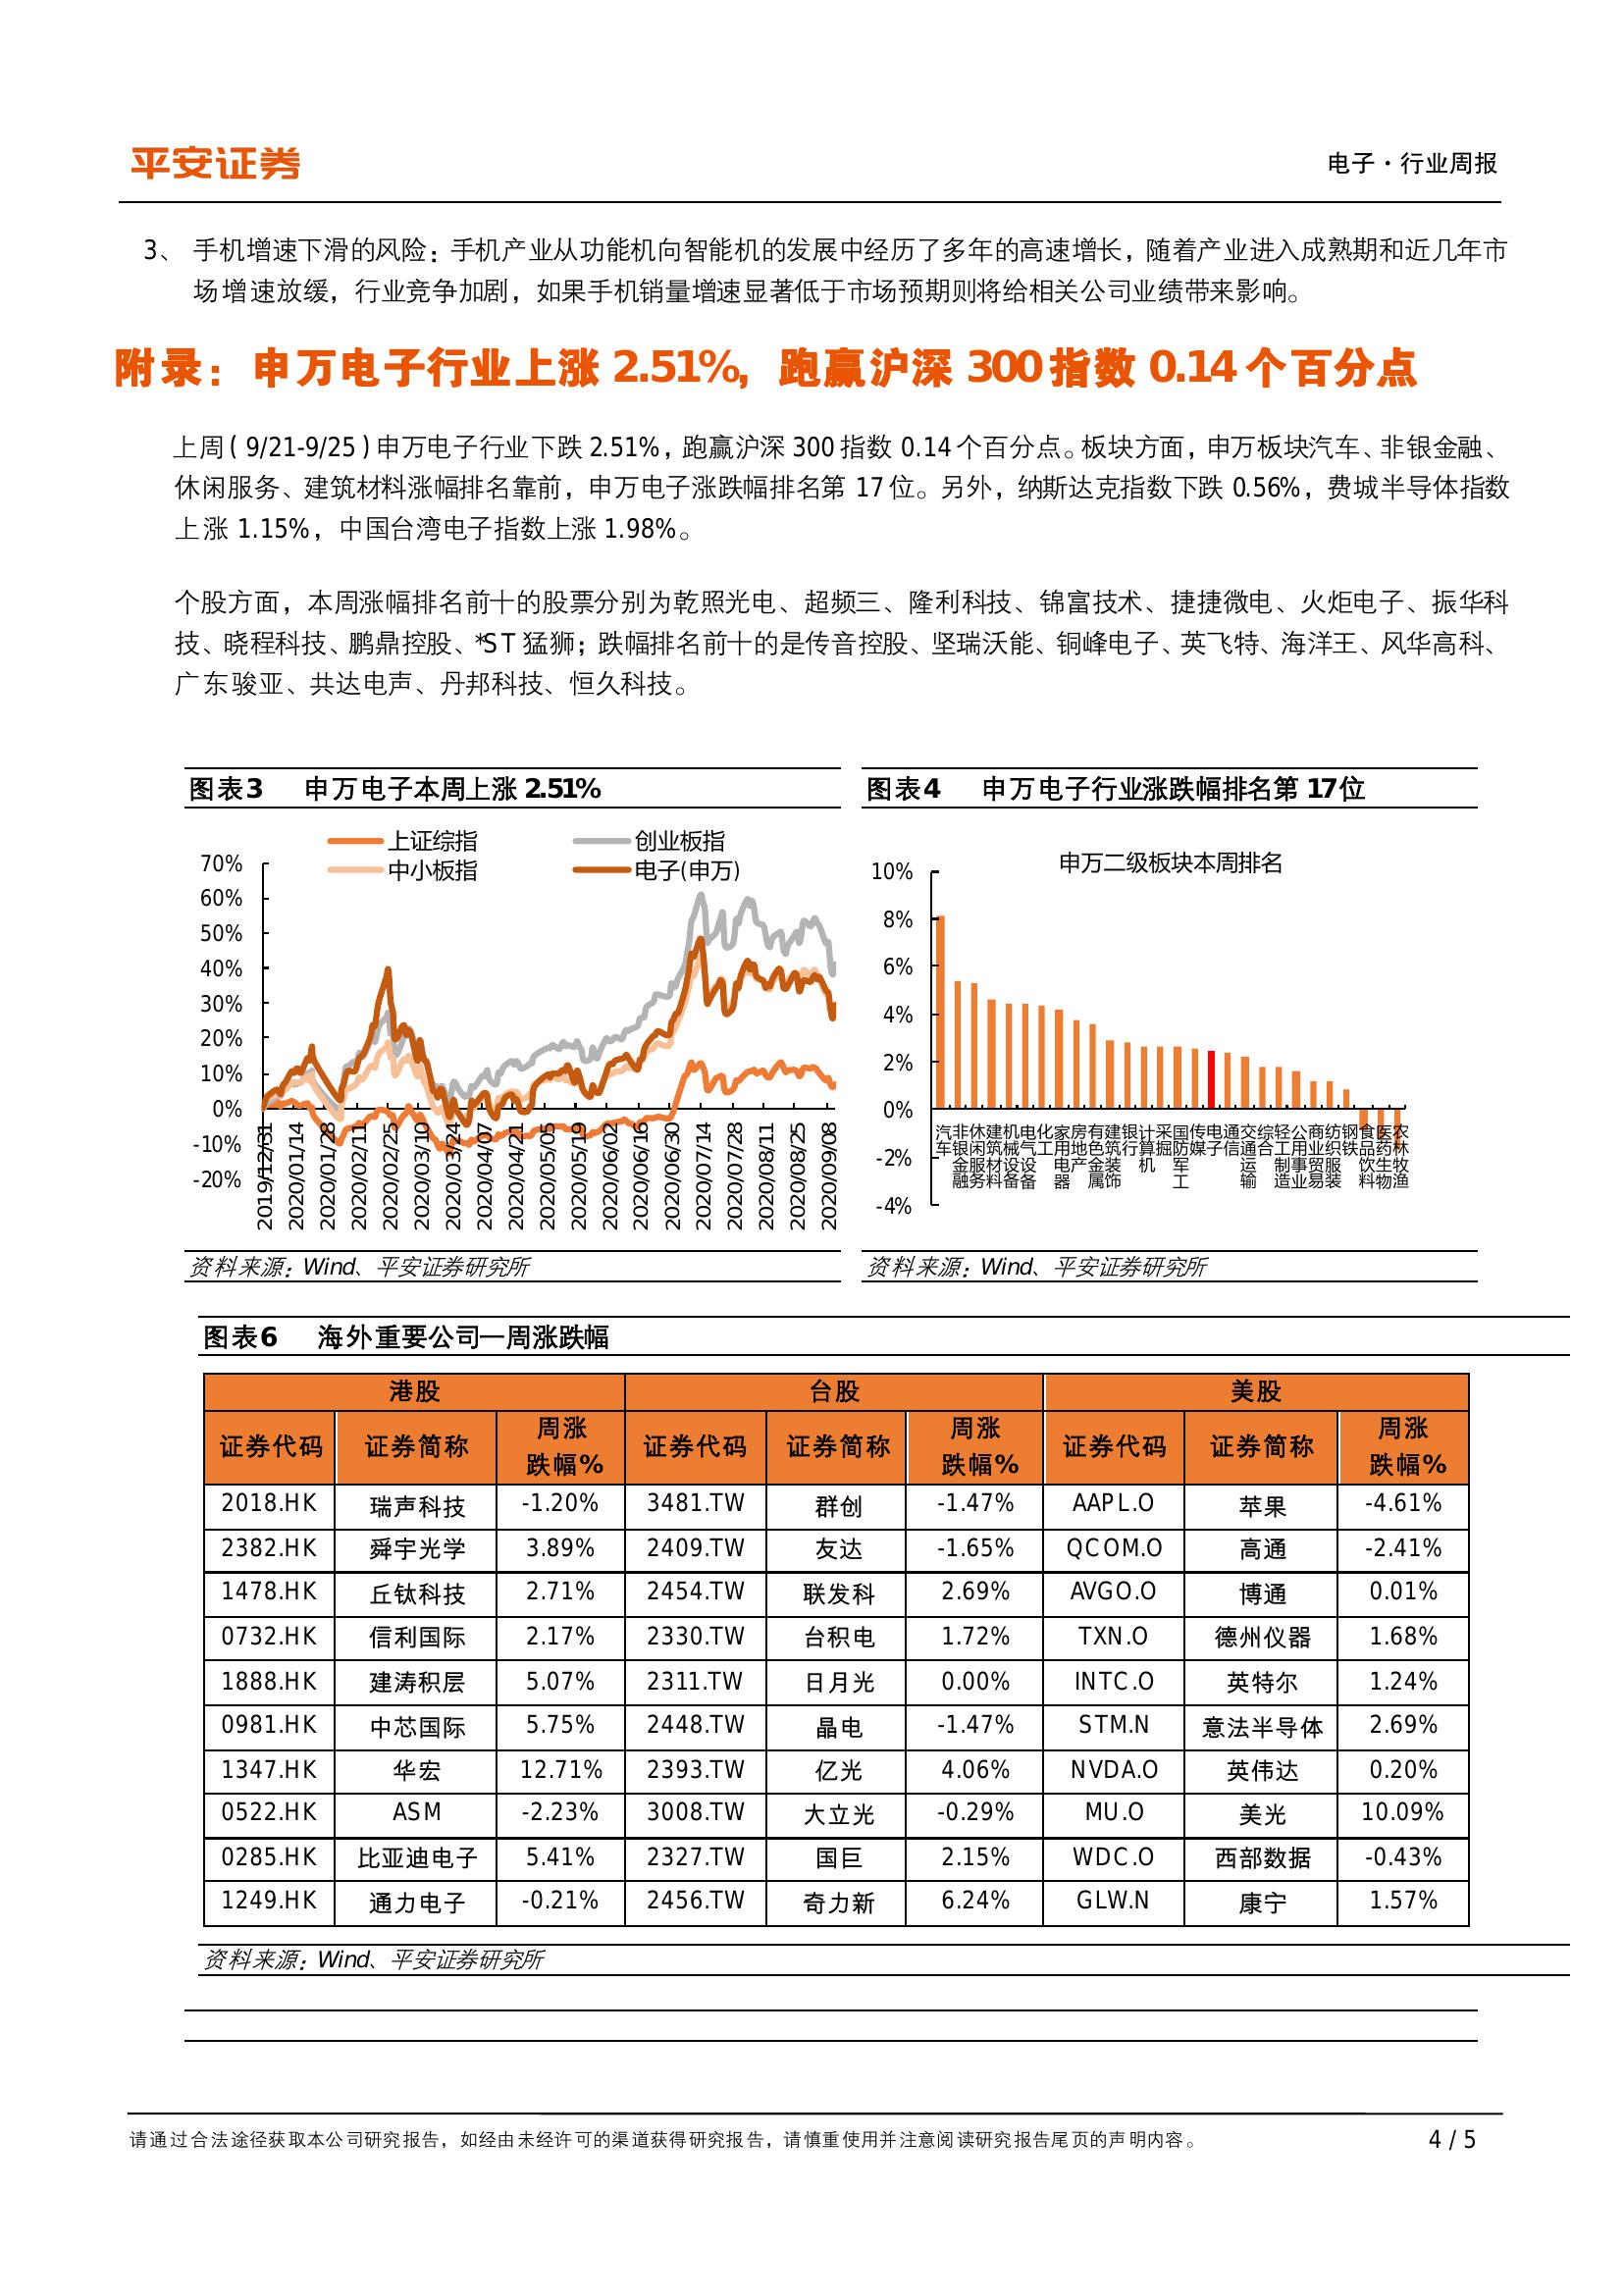 平安证券
电子·行业周报
3、 手机增速下滑的风险：手机产业从功能机向智能机的发展中经历了多年的高速增长，随着产业进入成熟期和近几年市
场增速放缓，行业竞争加剧，如果手机销量增速显著低于市场预期则将给相关公司业绩带来影响。
附录：申万电子行业上涨 2.51%，跑赢沪深 300 指数 0.14 个百分点
上周(9/21-9/25)申万电子行业下跌 2.51%，跑赢沪深 300 指数 0.14 个百分点。板块方面，申万板块汽车、非银金融、
休闲服务、建筑材料涨幅排名靠前，申万电子涨跌幅排名第 17 位。另外，纳斯达克指数下跌 0.56%，费城半导体指数
上涨 1.15%，中国台湾电子指数上涨 1.98%。
个股方面，本周涨幅排名前十的股票分别为乾照光电、超频三、隆利科技、锦富技术、捷捷微电、火炬电子、振华科
技、晓程科技、鹏鼎控股、*ST 猛狮；跌幅排名前十的是传音控股、坚瑞沃能、铜峰电子、英飞特、海洋王、风华高科、
广东骏亚、共达电声、丹邦科技、恒久科技。
图表3 申万电子本周上涨 2.51%
上证综指 创业板指
中小板指 电子(申万)
70%
60%
50%
40%
30%
20%
10%
0%
-10%
-20%
2019/12/31 2020/01/14 2020/01/28 2020/02/11 2020/02/25 2020/03/10 2020/03/24 2020/04/07 2020/04/21 2020/05/05 2020/05/19 2020/06/02 2020/06/16 2020/06/30 2020/07/14 2020/07/28 2020/08/11 2020/08/25 2020/09/08
资料来源：Wind、平安证券研究所
图表4 申万电子行业涨跌幅排名第 17位
申万二级板块本周排名
10%
8%
6%
4%
2%
0%
-2%
-4%
汽车 非银金融 休闲服务 建筑材料 机械设备 电气设备 化工 家用电器 房地产 有色金属 建筑装饰 银行 计算机 采掘 国防军工 传媒 电子 通信 交通运输 综合 轻工制造 公用事业 商业贸易 纺织服装 钢铁 食品饮料 医药生物 农林牧渔
资料来源：Wind、平安证券研究所
图表6 海外重要公司一周涨跌幅
港股 台股 美股
证券代码 证券简称 周涨跌幅% 证券代码 证券简称 周涨跌幅% 证券代码 证券简称 周涨跌幅%
2018.HK 瑞声科技 -1.20% 3481.TW 群创 -1.47% AAPL.O 苹果 -4.61%
2382.HK 舜宇光学 3.89% 2409.TW 友达 -1.65% QCOM.O 高通 -2.41%
1478.HK 丘钛科技 2.71% 2454.TW 联发科 2.69% AVGO.O 博通 0.01%
0732.HK 信利国际 2.17% 2330.TW 台积电 1.72% TXN.O 德州仪器 1.68%
1888.HK 建涛积层 5.07% 2311.TW 日月光 0.00% INTC.O 英特尔 1.24%
0981.HK 中芯国际 5.75% 2448.TW 晶电 -1.47% STM.N 意法半导体 2.69%
1347.HK 华宏 12.71% 2393.TW 亿光 4.06% NVDA.O 英伟达 0.20%
0522.HK ASM -2.23% 3008.TW 大立光 -0.29% MU.O 美光 10.09%
0285.HK 比亚迪电子 5.41% 2327.TW 国巨 2.15% WDC.O 西部数据 -0.43%
1249.HK 通力电子 -0.21% 2456.TW 奇力新 6.24% GLW.N 康宁 1.57%
资料来源：Wind、平安证券研究所
请通过合法途径获取本公司研究报告，如经由未经许可的渠道获得研究报告，请慎重使用并注意阅读研究报告尾页的声明内容。
4 / 5